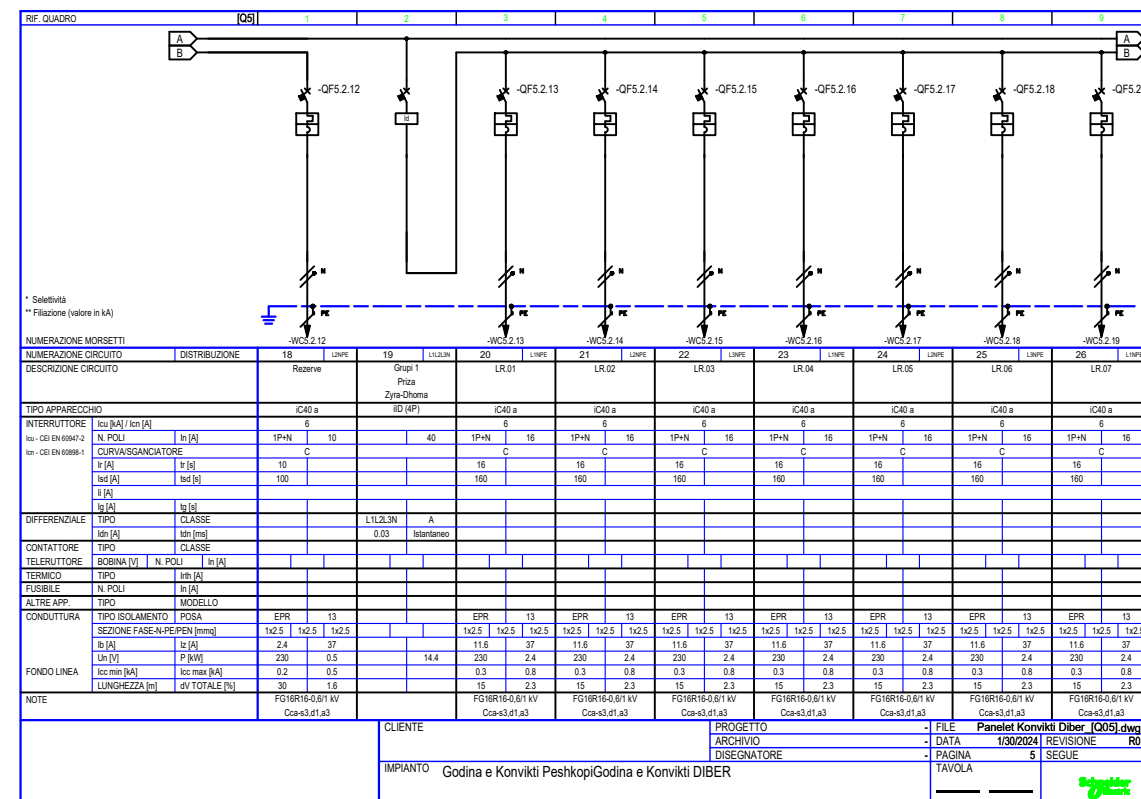 RIF. QUADRO [Q5] 1 2 3 4 5 6 7 8 9
A A
B B
-QF5.2.12 -QF5.2.13 -QF5.2.14 -QF5.2.15 -QF5.2.16 -QF5.2.17 -QF5.2.18 -QF5.2
Id
N N N N N N N N
* Selettività
** Filiazione (valore in kA)
PE PE PE PE PE PE PE PE
NUMERAZIONE MORSETTI -WC5.2.12 -WC5.2.13 -WC5.2.14 -WC5.2.15 -WC5.2.16 -WC5.2.17 -WC5.2.18 -WC5.2.19
NUMERAZIONE CIRCUITO DISTRIBUZIONE 18 L2NPE 19 L1L2L3N 20 L1NPE 21 L2NPE 22 L3NPE 23 L1NPE 24 L2NPE 25 L3NPE 26 L1NPE
DESCRIZIONE CIRCUITO Rezerve Grupi 1 LR.01 LR.02 LR.03 LR.04 LR.05 LR.06 LR.07
Priza
Zyra-Dhoma
TIPO APPARECCHIO iC40 a iID (4P) iC40 a iC40 a iC40 a iC40 a iC40 a iC40 a iC40 a
INTERRUTTORE Icu [kA] / Icn [A] 6 6 6 6 6 6 6 6
Icu - CEI EN 60947-2 N. POLI In [A] 1P+N 10 40 1P+N 16 1P+N 16 1P+N 16 1P+N 16 1P+N 16 1P+N 16 1P+N 16
Icn - CEI EN 60898-1 CURVA/SGANCIATORE C C C C C C C C
Ir [A] tr [s] 10 16 16 16 16 16 16 16
Isd [A] tsd [s] 100 160 160 160 160 160 160 160
Ii [A]
Ig [A] tg [s]
DIFFERENZIALE TIPO CLASSE L1L2L3N A
Idn [A] tdn [ms] 0.03 Istantaneo
CONTATTORE TIPO CLASSE
TELERUTTORE BOBINA [V] N. POLI In [A]
TERMICO TIPO Irth [A]
FUSIBILE N. POLI In [A]
ALTRE APP. TIPO MODELLO
CONDUTTURA TIPO ISOLAMENTO POSA EPR 13 EPR 13 EPR 13 EPR 13 EPR 13 EPR 13 EPR 13 EPR 13
SEZIONE FASE-N-PE/PEN [mmq] 1x2.5 1x2.5 1x2.5 1x2.5 1x2.5 1x2.5 1x2.5 1x2.5 1x2.5 1x2.5 1x2.5 1x2.5 1x2.5 1x2.5 1x2.5 1x2.5 1x2.5 1x2.5 1x2.5 1x2.5 1x2.5 1x2.5 1x2.5 1x2.5
Ib [A] Iz [A] 2.4 37 11.6 37 11.6 37 11.6 37 11.6 37 11.6 37 11.6 37 11.6 37
Un [V] P [kW] 230 0.5 14.4 230 2.4 230 2.4 230 2.4 230 2.4 230 2.4 230 2.4 230 2.4
FONDO LINEA Icc min [kA] Icc max [kA] 0.2 0.5 0.3 0.8 0.3 0.8 0.3 0.8 0.3 0.8 0.3 0.8 0.3 0.8 0.3 0.8
LUNGHEZZA [m] dV TOTALE [%] 30 1.6 15 2.3 15 2.3 15 2.3 15 2.3 15 2.3 15 2.3 15 2.3
NOTE FG16R16-0,6/1 kV FG16R16-0,6/1 kV FG16R16-0,6/1 kV FG16R16-0,6/1 kV FG16R16-0,6/1 kV FG16R16-0,6/1 kV FG16R16-0,6/1 kV FG16R16-0,6/1 kV
Cca-s3,d1,a3 Cca-s3,d1,a3 Cca-s3,d1,a3 Cca-s3,d1,a3 Cca-s3,d1,a3 Cca-s3,d1,a3 Cca-s3,d1,a3 Cca-s3,d1,a3
CLIENTE PROGETTO - FILE Panelet Konvikti Diber_[Q05].dwg
ARCHIVIO - DATA 1/30/2024 REVISIONE R0
DISEGNATORE - PAGINA 5 SEGUE
IMPIANTO Godina e Konvikti PeshkopiGodina e Konvikti DIBER TAVOLA
Schneider Electric